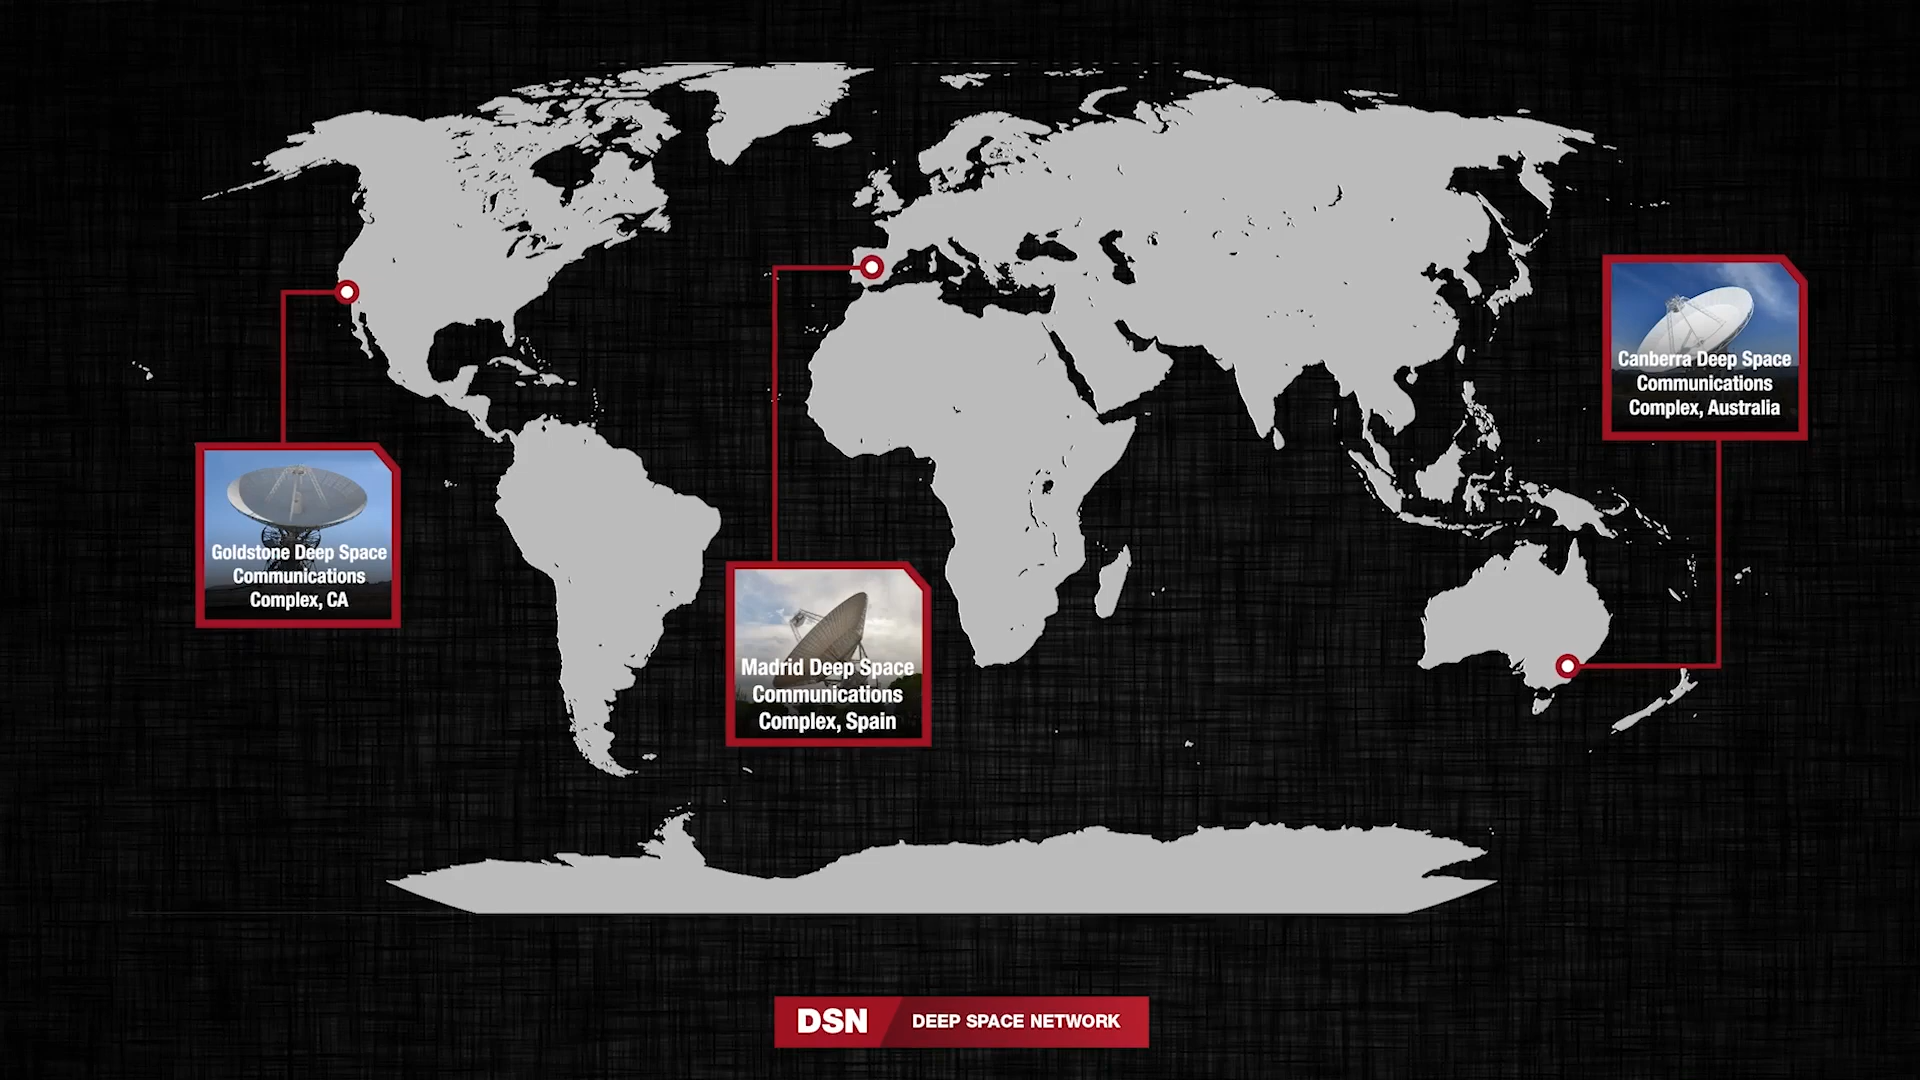 Goldstone Deep Space
Communications
Complex, CA
Madrid Deep Space
Communications
Complex, Spain
Canberra Deep Space
Communications
Complex, Australia
DSN DEEP SPACE NETWORK